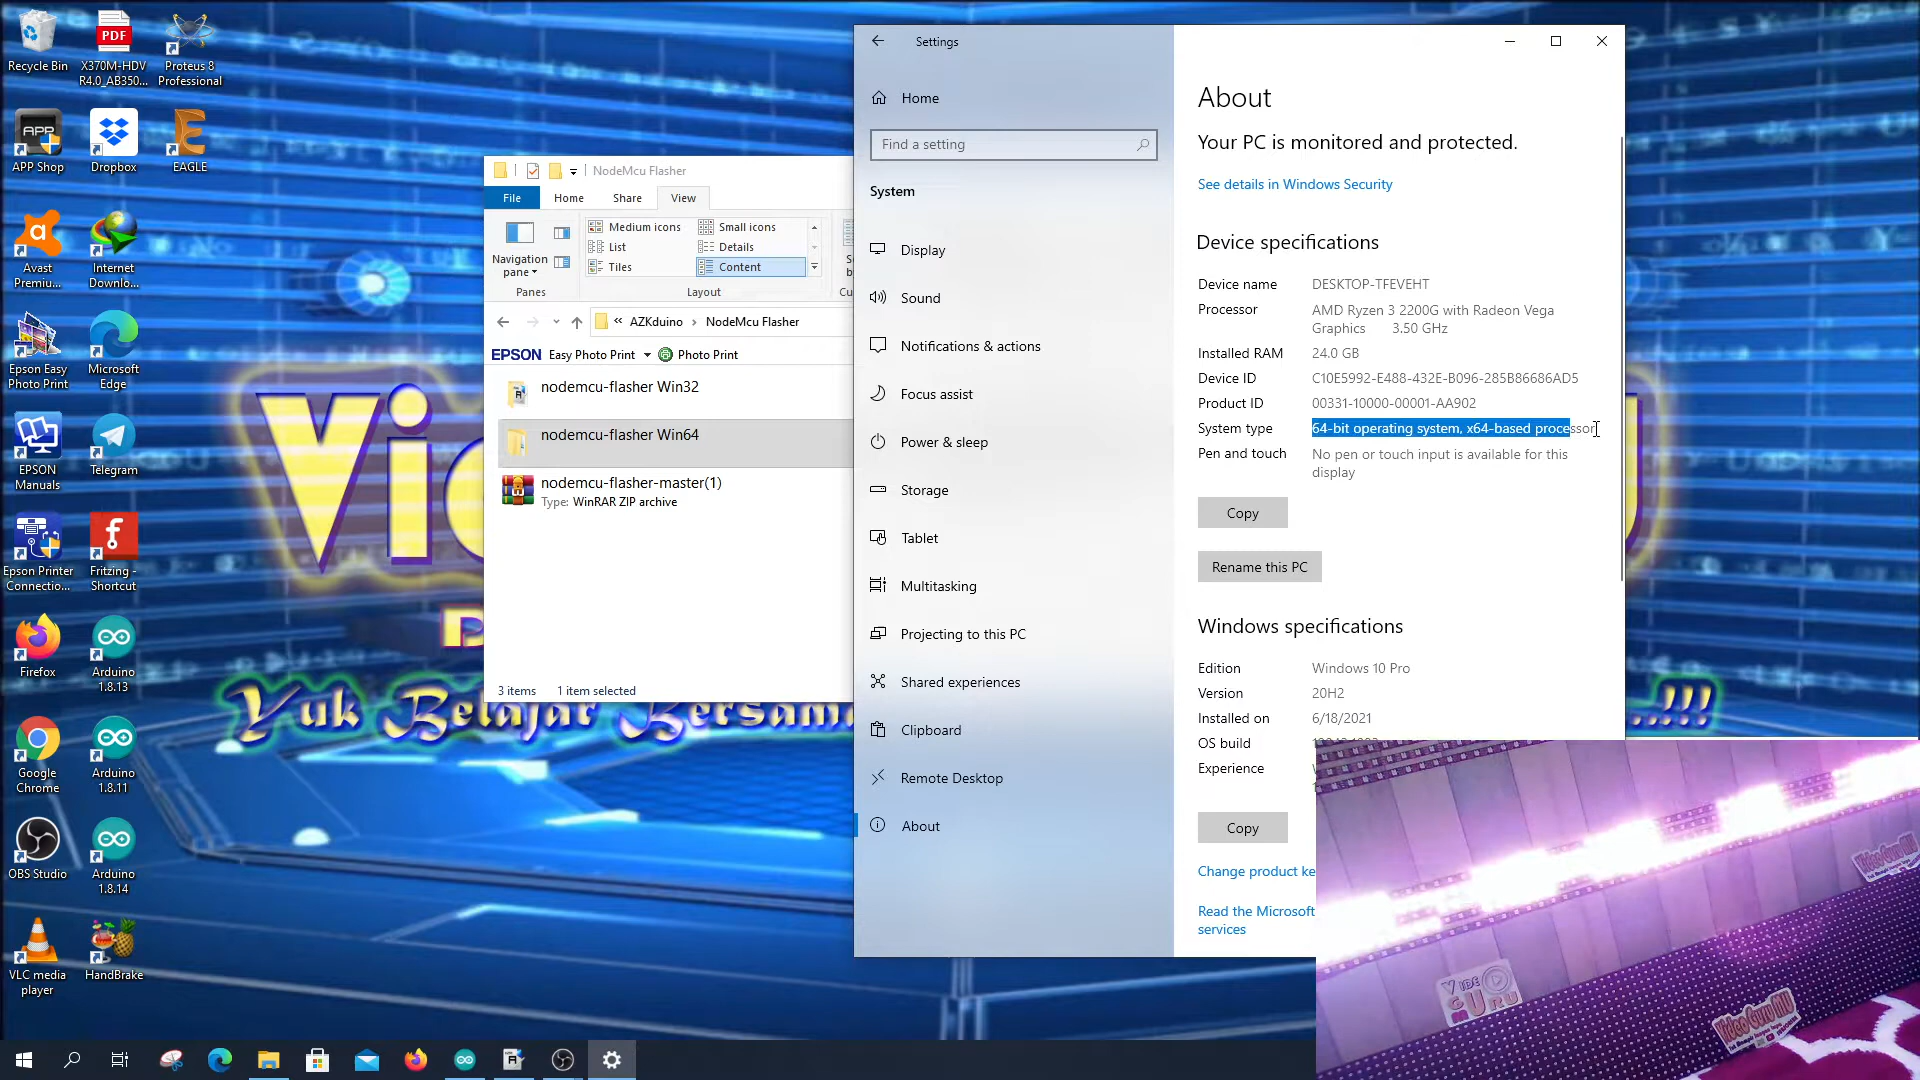 Recycle Bin
X370M-HDV
R4.0_AB350...
Proteus 8
Professional
APP Shop
Dropbox
EAGLE
Avast
Premiu...
Internet
Downlo...
Epson Easy
Photo Print
Microsoft
Edge
EPSON
Manuals
Telegram
Epson Printer
Connectio...
Fritzing -
Shortcut
Firefox
Arduino
1.8.13
Google
Chrome
Arduino
1.8.11
OBS Studio
Arduino
1.8.14
VLC media
player
HandBrake
PDF
APP
Yuk Belajar Bersama
..!!!
NodeMcu Flasher
File
Home
Share
View
Navigation
pane
Medium icons
Small icons
List
Details
Tiles
Content
Panes
Layout
AZKduino
NodeMcu Flasher
EPSON Easy Photo Print
Photo Print
nodemcu-flasher Win32
nodemcu-flasher Win64
nodemcu-flasher-master(1)
Type: WinRAR ZIP archive
3 items
1 item selected
Settings
Home
Find a setting
System
Display
Sound
Notifications & actions
Focus assist
Power & sleep
Storage
Tablet
Multitasking
Projecting to this PC
Shared experiences
Clipboard
Remote Desktop
About
About
Your PC is monitored and protected.
See details in Windows Security
Device specifications
Device name DESKTOP-TFEVEHT
Processor AMD Ryzen 3 2200G with Radeon Vega
Graphics 3.50 GHz
Installed RAM 24.0 GB
Device ID C10E5992-E488-432E-B096-285B86686AD5
Product ID 00331-10000-00001-AA902
System type 64-bit operating system, x64-based processor
Pen and touch No pen or touch input is available for this
display
Copy
Rename this PC
Windows specifications
Edition Windows 10 Pro
Version 20H2
Installed on 6/18/2021
OS build
Experience
Copy
Change product ke
Read the Microsoft
services
VIDEO
GURU